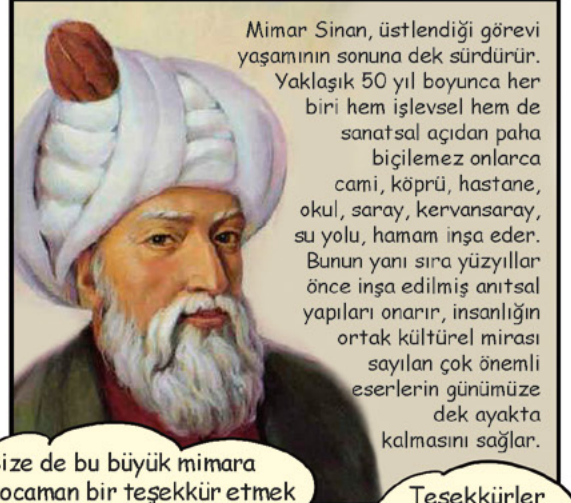 Mimar Sinan, üstlendiği görevi
yaşamının sonuna dek sürdürür.
Yaklaşık 50 yıl boyunca her
biri hem işlevsel hem de
sanatsal açıdan paha
biçilemez onlarca
cami, köprü, hastane,
okul, saray, kervansaray,
su yolu, hamam inşa eder.
Bunun yanı sıra yüzyıllar
önce inşa edilmiş anıtsal
yapıları onarır, insanlığın
ortak kültürel mirası
sayılan çok önemli
eserlerin günümüze
dek ayakta
kalmasını sağlar.
ize de bu büyük mimara
ocaman bir teşekkür etmek
Teşekkürler